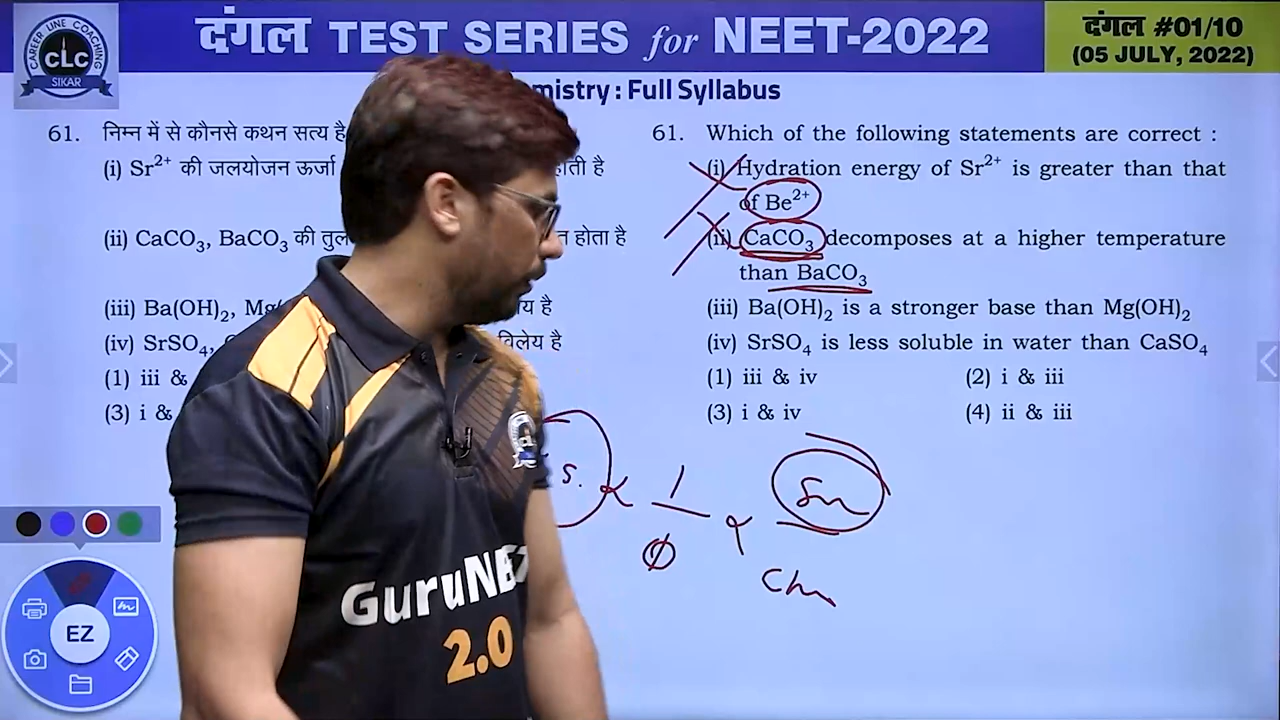 दंगल TEST SERIES for NEET-2022
दंगल #01/10
(05 JULY, 2022)
CAREER LINE COACHING
CLC
SIKAR
: Full Syllabus
61. निम्न में से कौनसे कथन सत्य है
(i) Sr²⁺ की जलयोजन ऊर्जा
होती है
(ii) CaCO₃, BaCO₃ की
होता है
(iii) Ba(OH)₂,
है
(iv) SrSO₄,
विलेय है
(1) iii &
(3) i &
61. Which of the following statements are correct :
(i) Hydration energy of Sr²⁺ is greater than that
of Be²⁺
(ii) CaCO₃ decomposes at a higher temperature
than BaCO₃
(iii) Ba(OH)₂ is a stronger base than Mg(OH)₂
(iv) SrSO₄ is less soluble in water than CaSO₄
(1) iii & iv (2) i & iii
(3) i & iv (4) ii & iii
S. ∝ 1/ϕ ∝
EZ
2.0